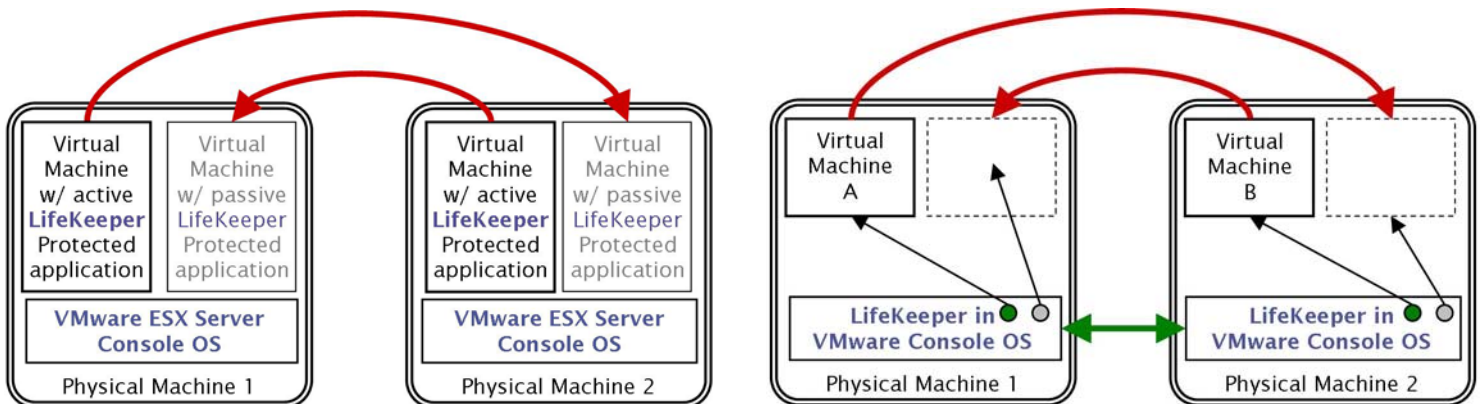 Virtual
Machine
w/ active
LifeKeeper
Protected
application
Virtual
Machine
w/ passive
LifeKeeper
Protected
application
VMware ESX Server
Console OS
Physical Machine 1
Virtual
Machine
w/ active
LifeKeeper
Protected
application
Virtual
Machine
w/ passive
LifeKeeper
Protected
application
VMware ESX Server
Console OS
Physical Machine 2
Virtual
Machine
A
LifeKeeper in
VMware Console OS
Physical Machine 1
Virtual
Machine
B
LifeKeeper in
VMware Console OS
Physical Machine 2